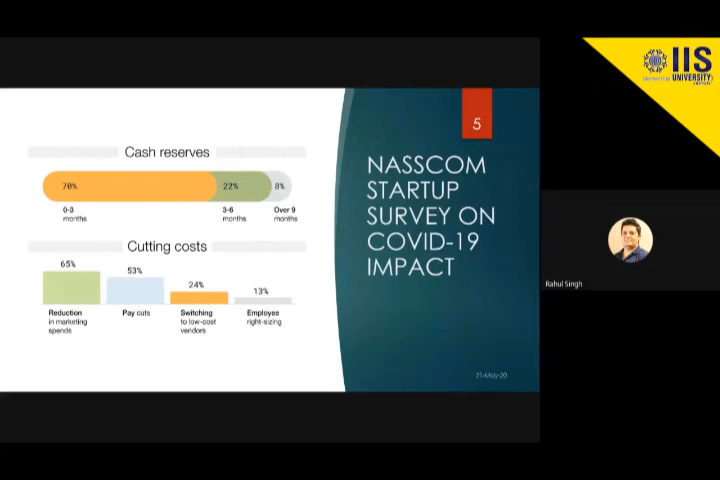 IIS
UNIVERSITY
5
Cash reserves
70%
22%
8%
0-3
months
3-6
months
Over 9
months
Cutting costs
65%
53%
24%
13%
Reduction
in marketing
spends
Pay cuts
Switching
to low-cost
vendors
Employee
right-sizing
NASSCOM
STARTUP
SURVEY ON
COVID-19
IMPACT
21-May-20
Rahul Singh